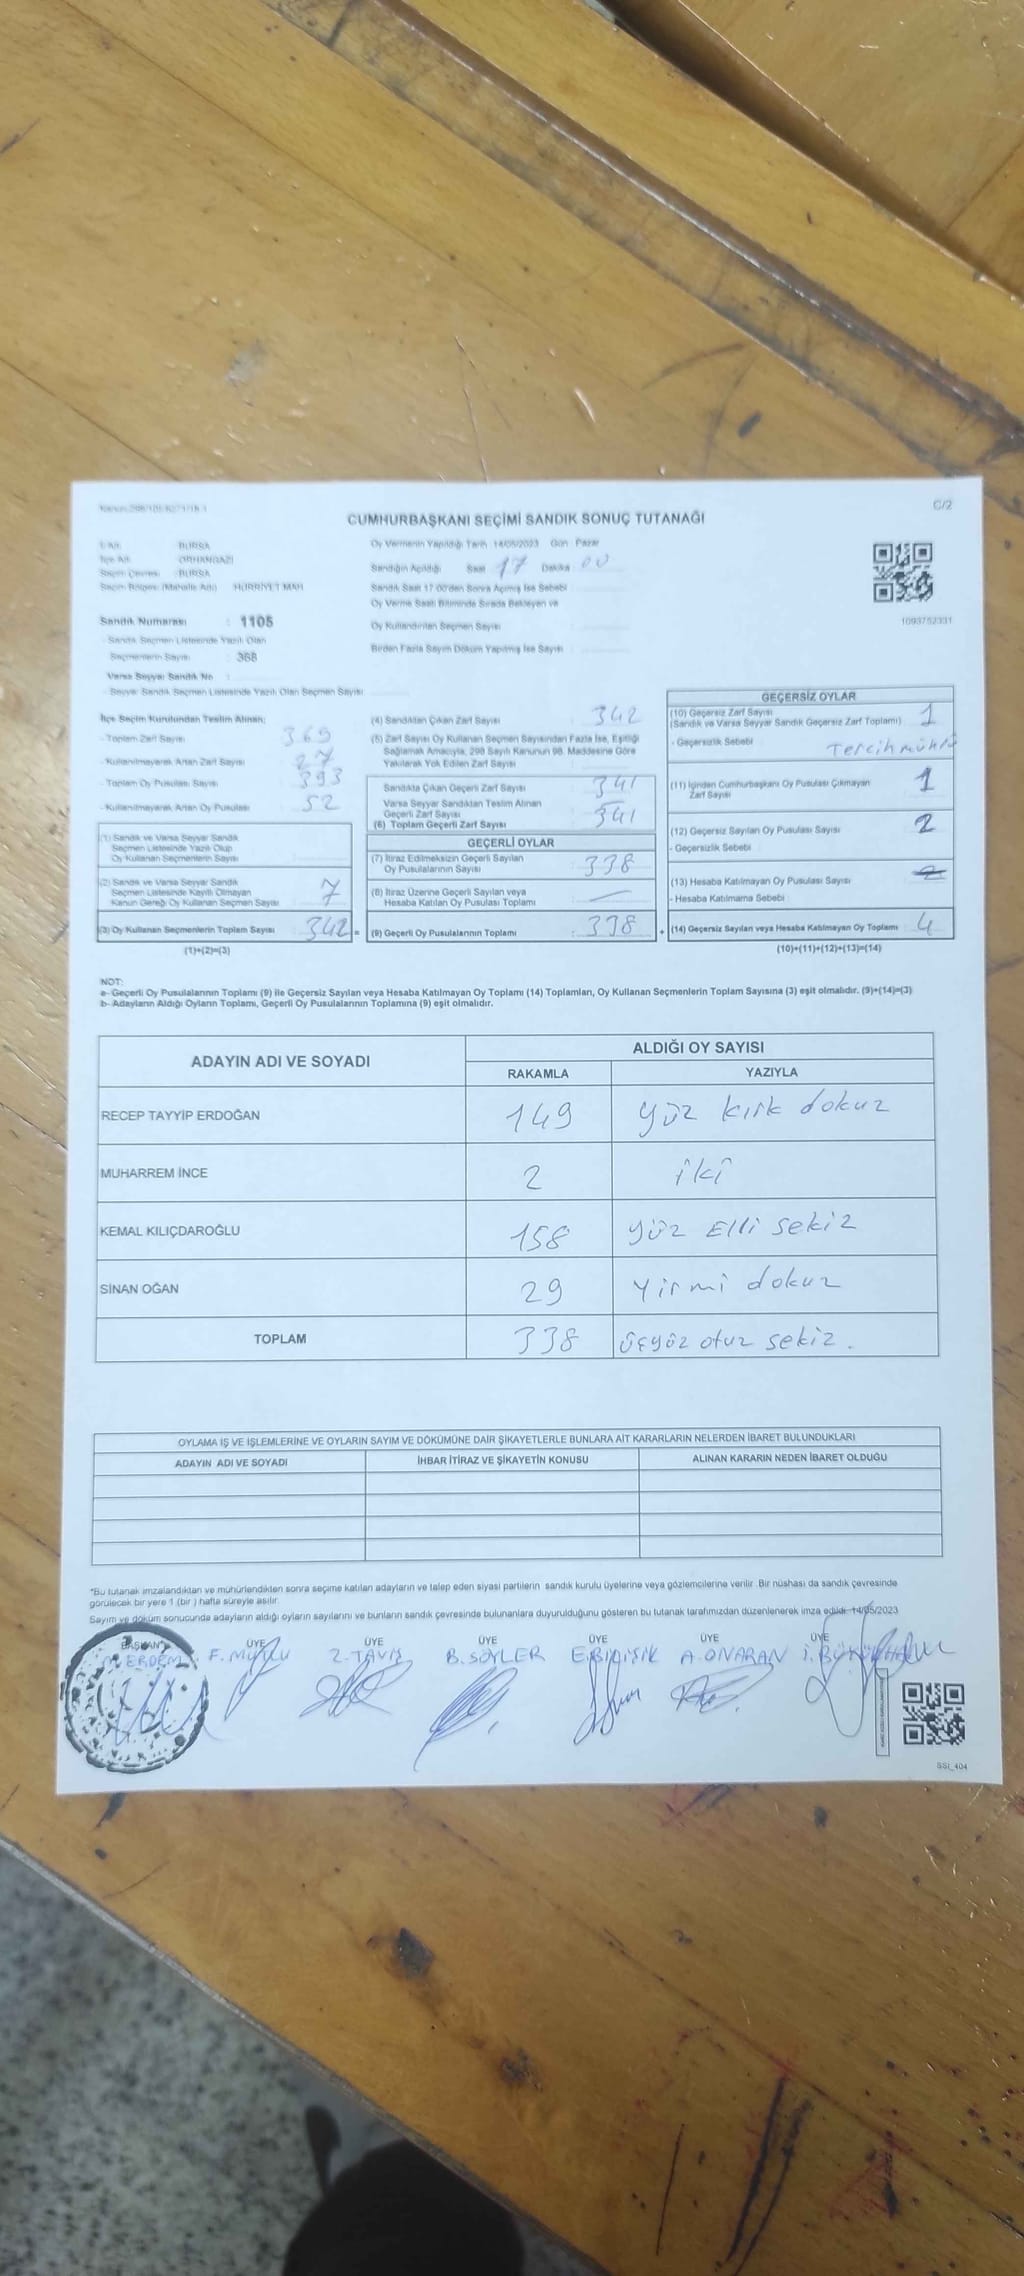 C/2
CUMHURBAŞKANI SEÇİMİ SANDIK SONUÇ TUTANAĞI
BURSA
ORHANGAZİ
Seçim Çevresi : BURSA
Seçim Bölgesi (Mahalle Adı) : HÜRRİYET MAH
Sandık Numarası : 1105
Sandık Seçmen Listesinde Yazılı Olan
Seçmenlerin Sayısı : 368
Varsa Seyyar Sandık No
- Seyyar Sandık Seçmen Listesinde Yazılı Olan Seçmen Sayısı
Oy Vermenin Yapıldığı Tarih 14/05/2023 Gün Pazar
Sandığın Açıldığı Saat 17 Dakika 00
Sandık Saat 17.00'den Sonra Açılmış İse Sebebi
Oy Verme Saati Bitiminde Sırada Bekleyen ve
Oy Kullandırılan Seçmen Sayısı
Birden Fazla Sayım Döküm Yapılmış İse Sayısı
1093752331
İlçe Seçim Kurulundan Teslim Alınan;
- Toplam Zarf Sayısı 369
- Kullanılmayarak Artan Zarf Sayısı 27
- Toplam Oy Pusulası Sayısı 393
- Kullanılmayarak Artan Oy Pusulası 52
(1) Sandık ve Varsa Seyyar Sandık
Seçmen Listesinde Yazılı Olup
Oy Kullanan Seçmenlerin Sayısı
(2) Sandık ve Varsa Seyyar Sandık
Seçmen Listesinde Kayıtlı Olmayan
Kanun Gereği Oy Kullanan Seçmen Sayısı 7
(3) Oy Kullanan Seçmenlerin Toplam Sayısı 342 =
(1)+(2)=(3)
(4) Sandıktan Çıkan Zarf Sayısı 342
(5) Zarf Sayısı Oy Kullanan Seçmen Sayısından Fazla İse, Eşitliği
Sağlamak Amacıyla, 298 Sayılı Kanunun 98. Maddesine Göre
Yakılarak Yok Edilen Zarf Sayısı
Sandıkta Çıkan Geçerli Zarf Sayısı 341
Varsa Seyyar Sandıktan Teslim Alınan
Geçerli Zarf Sayısı
(6) Toplam Geçerli Zarf Sayısı 341
GEÇERLİ OYLAR
(7) İtiraz Edilmeksizin Geçerli Sayılan
Oy Pusulalarının Sayısı : 338
(8) İtiraz Üzerine Geçerli Sayılan veya
Hesaba Katılan Oy Pusulası Toplamı : —
(9) Geçerli Oy Pusulalarının Toplamı : 338 +
GEÇERSİZ OYLAR
(10) Geçersiz Zarf Sayısı
(Sandık ve Varsa Seyyar Sandık Geçersiz Zarf Toplamı) 1
- Geçersizlik Sebebi : Tercih mührü
(11) İçinden Cumhurbaşkanı Oy Pusulası Çıkmayan
Zarf Sayısı 1
(12) Geçersiz Sayılan Oy Pusulası Sayısı 2
- Geçersizlik Sebebi :
(13) Hesaba Katılmayan Oy Pusulası Sayısı
- Hesaba Katılmama Sebebi :
(14) Geçersiz Sayılan veya Hesaba Katılmayan Oy Toplamı : 4
(10)+(11)+(12)+(13)=(14)
NOT:
a- Geçerli Oy Pusulalarının Toplamı (9) ile Geçersiz Sayılan veya Hesaba Katılmayan Oy Toplamı (14) Toplamları, Oy Kullanan Seçmenlerin Toplam Sayısına (3) eşit olmalıdır. (9)+(14)=(3)
b- Adayların Aldığı Oyların Toplamı, Geçerli Oy Pusulalarının Toplamına (9) eşit olmalıdır.
ADAYIN ADI VE SOYADI
ALDIĞI OY SAYISI
RAKAMLA YAZIYLA
RECEP TAYYİP ERDOĞAN 149 yüz kırk dokuz
MUHARREM İNCE 2 iki
KEMAL KILIÇDAROĞLU 158 yüz Elli sekiz
SİNAN OĞAN 29 yirmi dokuz
TOPLAM 338 üçyüz otuz sekiz.
OYLAMA İŞ VE İŞLEMLERİNE VE OYLARIN SAYIM VE DÖKÜMÜNE DAİR ŞİKAYETLERLE BUNLARA AİT KARARLARIN NELERDEN İBARET BULUNDUKLARI
ADAYIN ADI VE SOYADI İHBAR İTİRAZ VE ŞİKAYETİN KONUSU ALINAN KARARIN NEDEN İBARET OLDUĞU
*Bu tutanak imzalandıktan ve mühürlendikten sonra seçime katılan adayların ve talep eden siyasi partilerin sandık kurulu üyelerine veya gözlemcilerine verilir. Bir nüshası da sandık çevresinde
görülecek bir yere 1 (bir ) hafta süreyle asılır.
Sayım ve döküm sonucunda adayların aldığı oyların sayılarını ve bunların sandık çevresinde bulunanlara duyurulduğunu gösteren bu tutanak tarafımızdan düzenlenerek imza edildi. 14/05/2023
BAŞKAN ÜYE ÜYE ÜYE ÜYE ÜYE ÜYE
M. ERDEM F. MUTLU Z. TAVİŞ B. SÖYLER A. ONARAN
SSİ_404